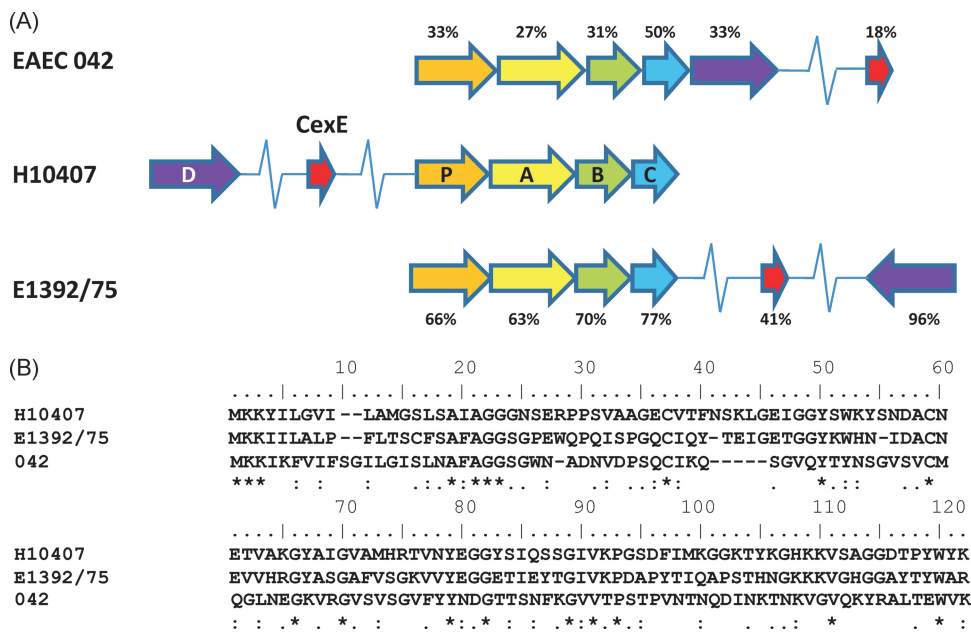 (A)
33% 27% 31% 50% 33% 18%
EAEC 042
CexE
H10407 D P A B C
E1392/75
66% 63% 70% 77% 41% 96%
(B)
10 20 30 40 50 60
....|....|....|....|....|....|....|....|....|....|....|....|
H10407 MKKYILGVI--LAMGSLSAIAGGGNSERPPSVAAGECVTFNSKLGEIGGYSWKYSNDACN
E1392/75 MKKIILALP--FLTSCFSAFAGGSGPEWQPQISPGQCIQY-TEIGETGGYKWHN-IDACN
042 MKKIKFVIFSGILGISLNAFAGGSGWN-ADNVDPSQCIKQ-----SGVQYTYNSGVSVCM
*** : : : .:.*:***.. : . . :*: . :*.:: .:*
70 80 90 100 110 120
....|....|....|....|....|....|....|....|....|....|....|....|..
H10407 ETVAKGYAIGVAMHRTVNYEGGYSIQSSGIVKPGSDFIMKGGKTYKGHKKVSAGGDTPYWYK
E1392/75 EVVHRGYASGAFVSGKVVYEGGETIEYTGIVKPDAPYTIQAPSTHNGKKKVGHGGAYTYWAR
042 QGLNEGKVRGVSVSGVFYYNDGTTSNFKGVVTPSTPVNTNQDINKTNKVGVQKYRALTEWVK
: : .* . *. : . *:.* : : .*:*.*.: : . ..: * . * :